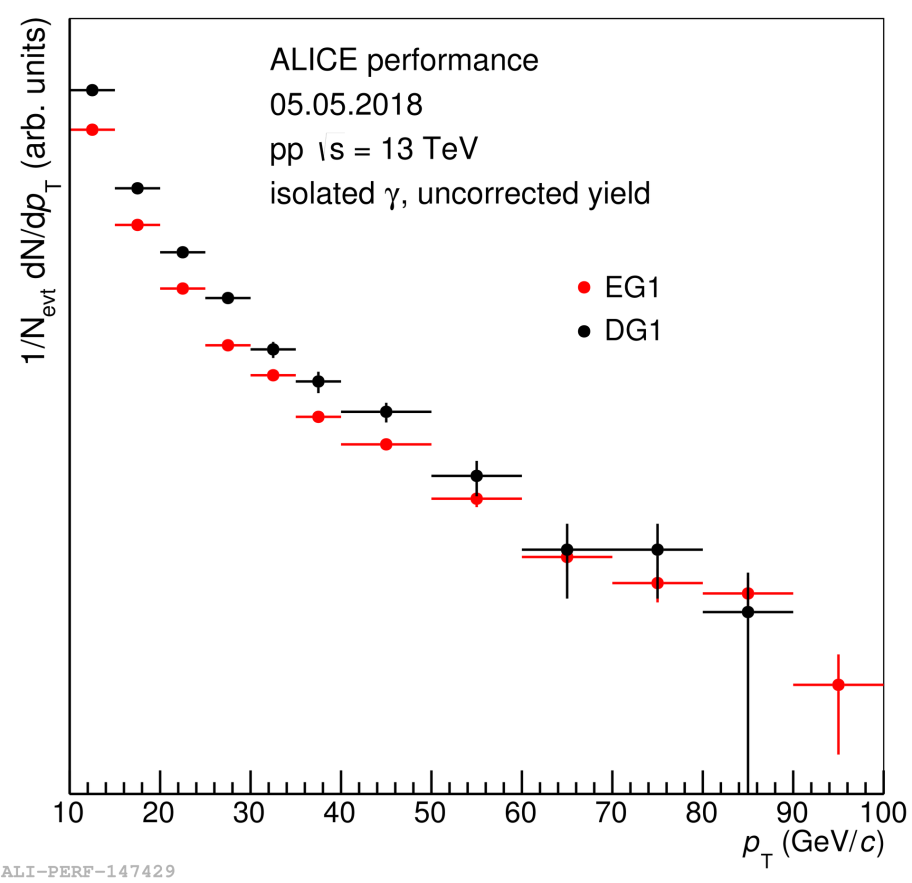 1/N_evt dN/dp_T (arb. units)
ALICE performance
05.05.2018
pp √s = 13 TeV
isolated γ, uncorrected yield
EG1
DG1
10 20 30 40 50 60 70 80 90 100
p_T (GeV/c)
ALI−PERF−147429